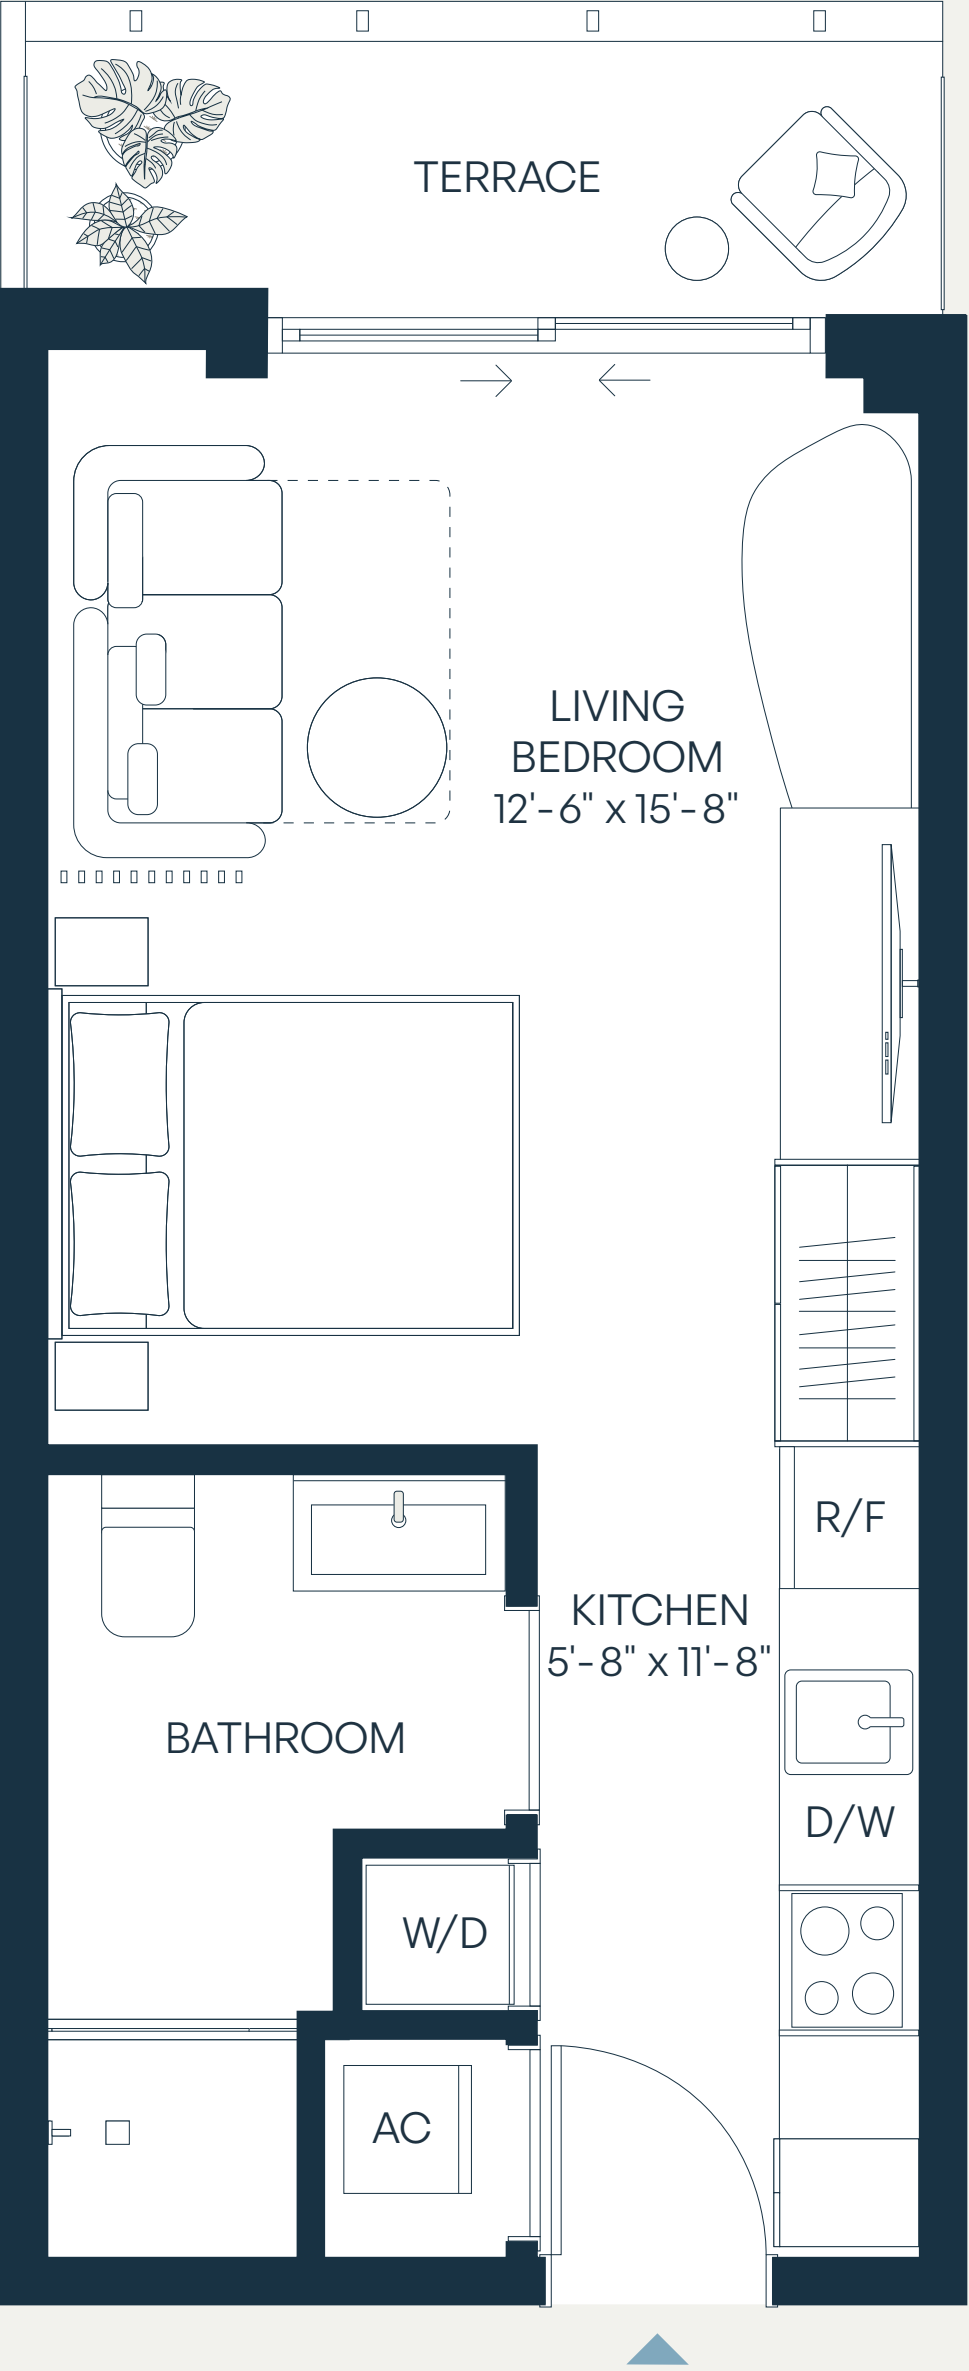 TERRACE
LIVING
BEDROOM
12'-6" x 15'-8"
R/F
KITCHEN
5'-8" x 11'-8"
BATHROOM
D/W
W/D
AC